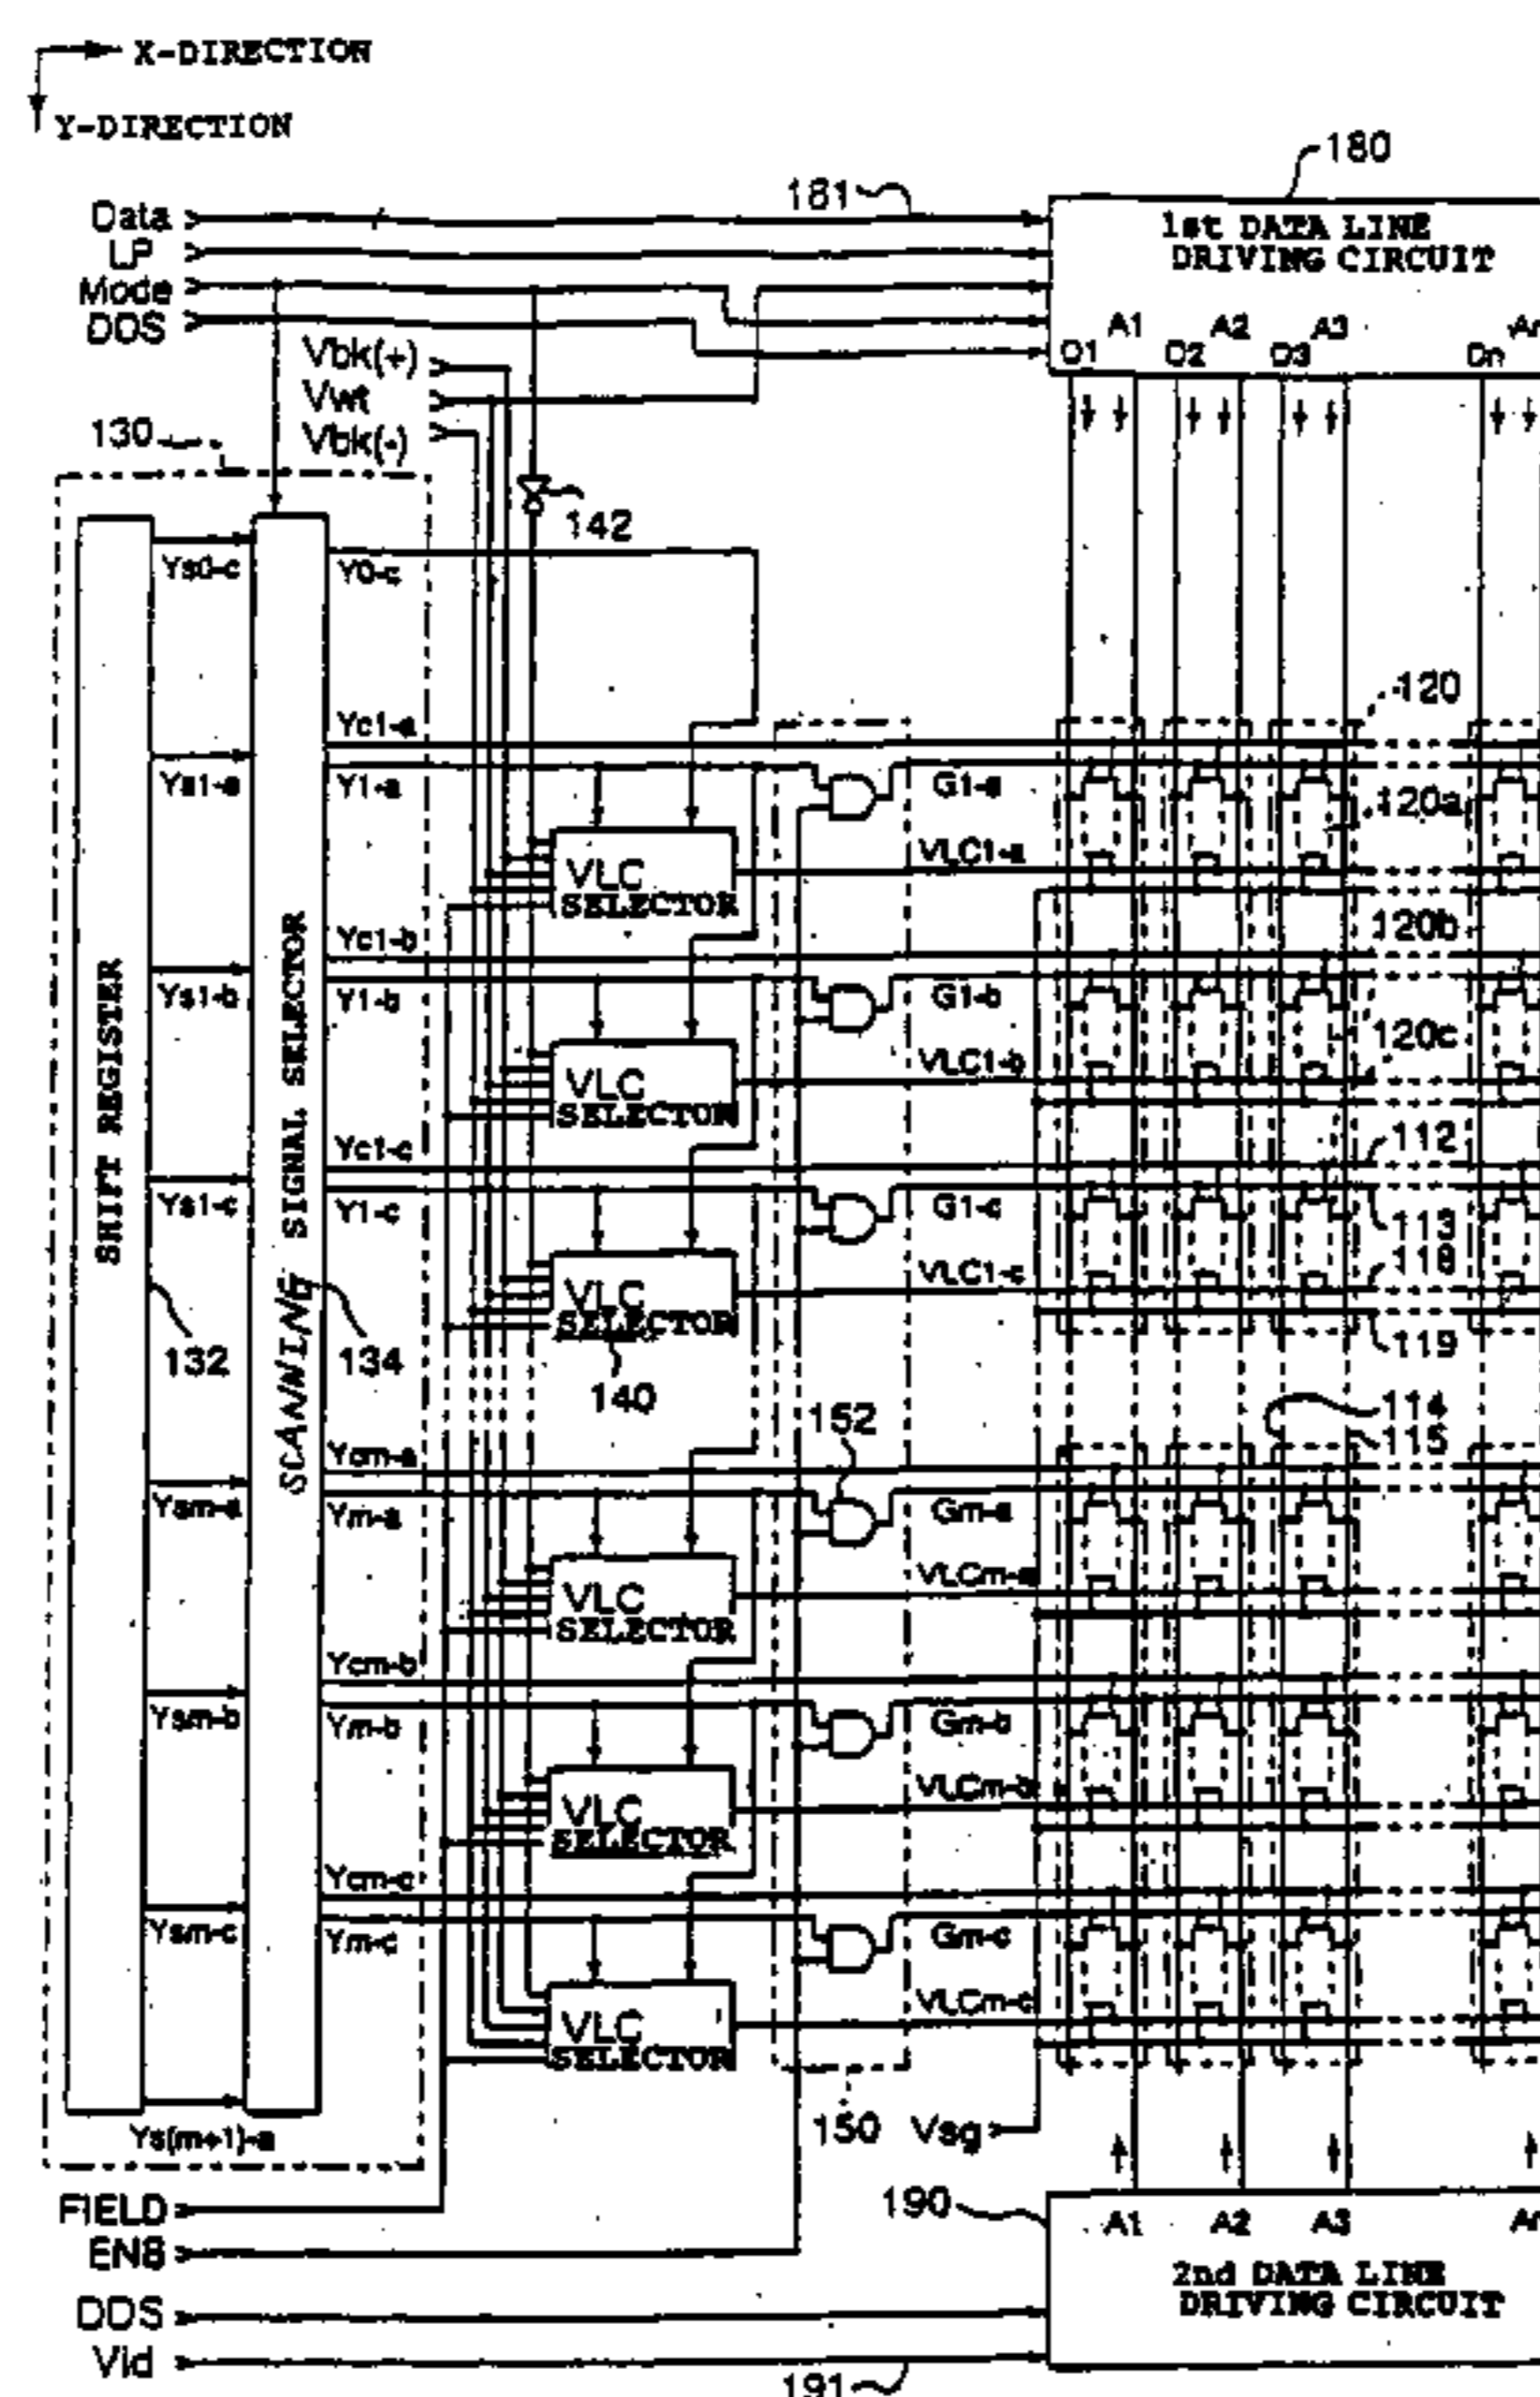 X-DIRECTION
Y-DIRECTION
180
181
Data
LP
Mode
DOS
1st DATA LINE
DRIVING CIRCUIT
A1 A2 A3
D1 D2 D3 Dn
Vbk(+)
Vwt
Vbk(-)
130
142
Ys0-c
Y0-c
120
Yc1-a
Ys1-a
Y1-a
G1-a
120a
VLC1-a
VLC
SELECTOR
120b
Yc1-b
Ys1-b
Y1-b
G1-b
120c
VLC1-b
VLC
SELECTOR
SHIFT REGISTER
SCANNING SIGNAL SELECTOR
Yc1-c
112
Ys1-c
Y1-c
G1-c
113
VLC1-c
118
VLC
SELECTOR
119
132
134
140
152
114
115
Ycm-a
Ysm-a
Ym-a
Gm-a
VLCm-a
VLC
SELECTOR
Ycm-b
Ysm-b
Ym-b
Gm-b
VLCm-b
VLC
SELECTOR
Ycm-c
Ysm-c
Ym-c
Gm-c
VLCm-c
VLC
SELECTOR
150
Vsg
Ys(m+1)-a
FIELD
ENB
190
A1 A2 A3
2nd DATA LINE
DRIVING CIRCUIT
DDS
Vid
191